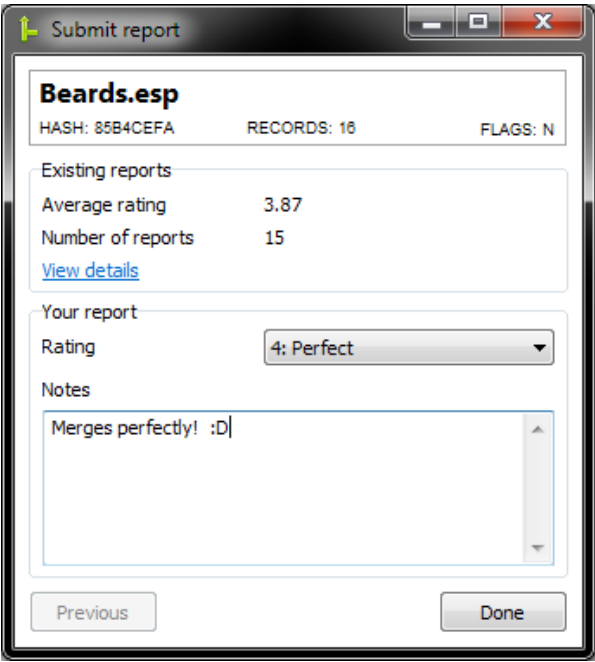 Submit report
Beards.esp
HASH: 85B4CEFA RECORDS: 16 FLAGS: N
Existing reports
Average rating 3.87
Number of reports 15
View details
Your report
Rating 4: Perfect
Notes
Merges perfectly!  :D
Previous Done